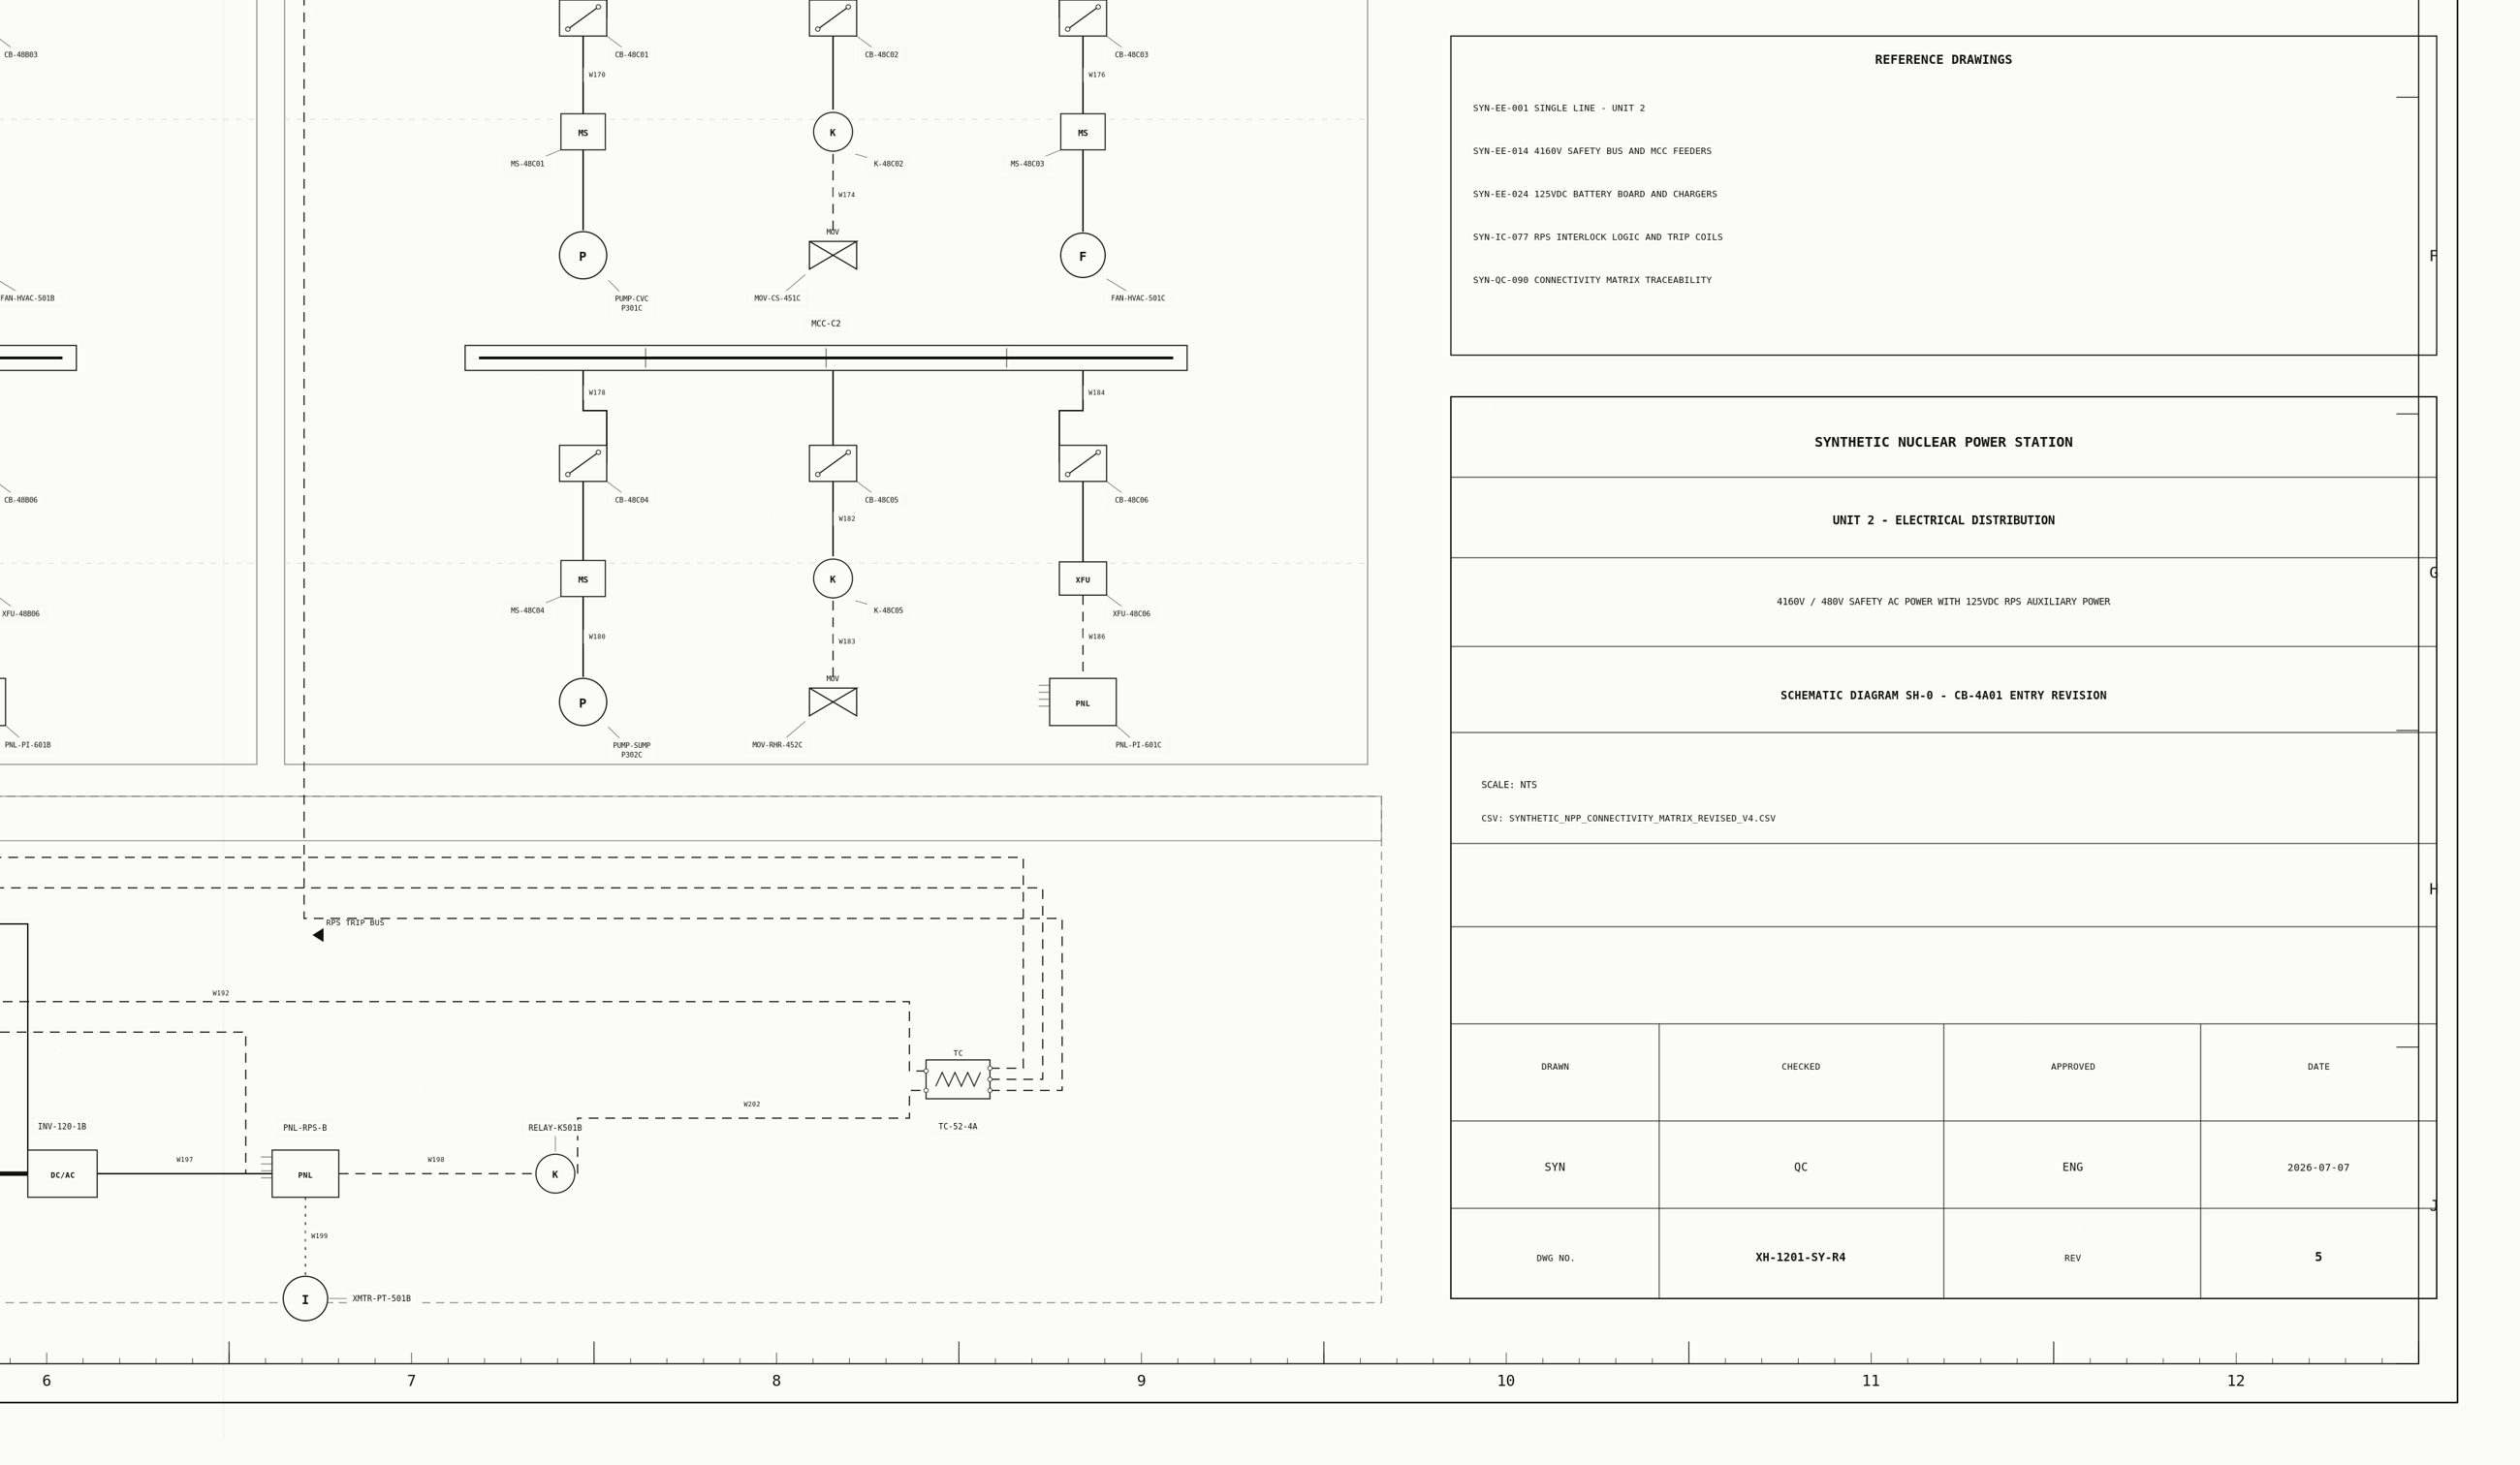 CB-48B03
CB-48C01
CB-48C02
CB-48C03
W170
W176
MS
K
MS
MS-48C01
K-48C02
MS-48C03
W174
MOV
P
F
FAN-HVAC-501B
PUMP-CVC
P301C
MOV-CS-451C
FAN-HVAC-501C
MCC-C2
W178
W184
CB-48B06
CB-48C04
CB-48C05
CB-48C06
W182
MS
K
XFU
XFU-48B06
MS-48C04
K-48C05
XFU-48C06
W180
W183
W186
MOV
P
PNL
PNL-PI-601B
PUMP-SUMP
P302C
MOV-RHR-452C
PNL-PI-601C
RPS TRIP BUS
W192
TC
W202
TC-52-4A
INV-120-1B
PNL-RPS-B
RELAY-K501B
DC/AC
W197
PNL
W198
K
W199
I
XMTR-PT-501B
REFERENCE DRAWINGS
SYN-EE-001 SINGLE LINE - UNIT 2
SYN-EE-014 4160V SAFETY BUS AND MCC FEEDERS
SYN-EE-024 125VDC BATTERY BOARD AND CHARGERS
SYN-IC-077 RPS INTERLOCK LOGIC AND TRIP COILS
SYN-QC-090 CONNECTIVITY MATRIX TRACEABILITY
SYNTHETIC NUCLEAR POWER STATION
UNIT 2 - ELECTRICAL DISTRIBUTION
4160V / 480V SAFETY AC POWER WITH 125VDC RPS AUXILIARY POWER
SCHEMATIC DIAGRAM SH-0 - CB-4A01 ENTRY REVISION
SCALE: NTS
CSV: SYNTHETIC_NPP_CONNECTIVITY_MATRIX_REVISED_V4.CSV
DRAWN CHECKED APPROVED DATE
SYN QC ENG 2026-07-07
DWG NO. XH-1201-SY-R4 REV 5
F
G
H
J
6 7 8 9 10 11 12